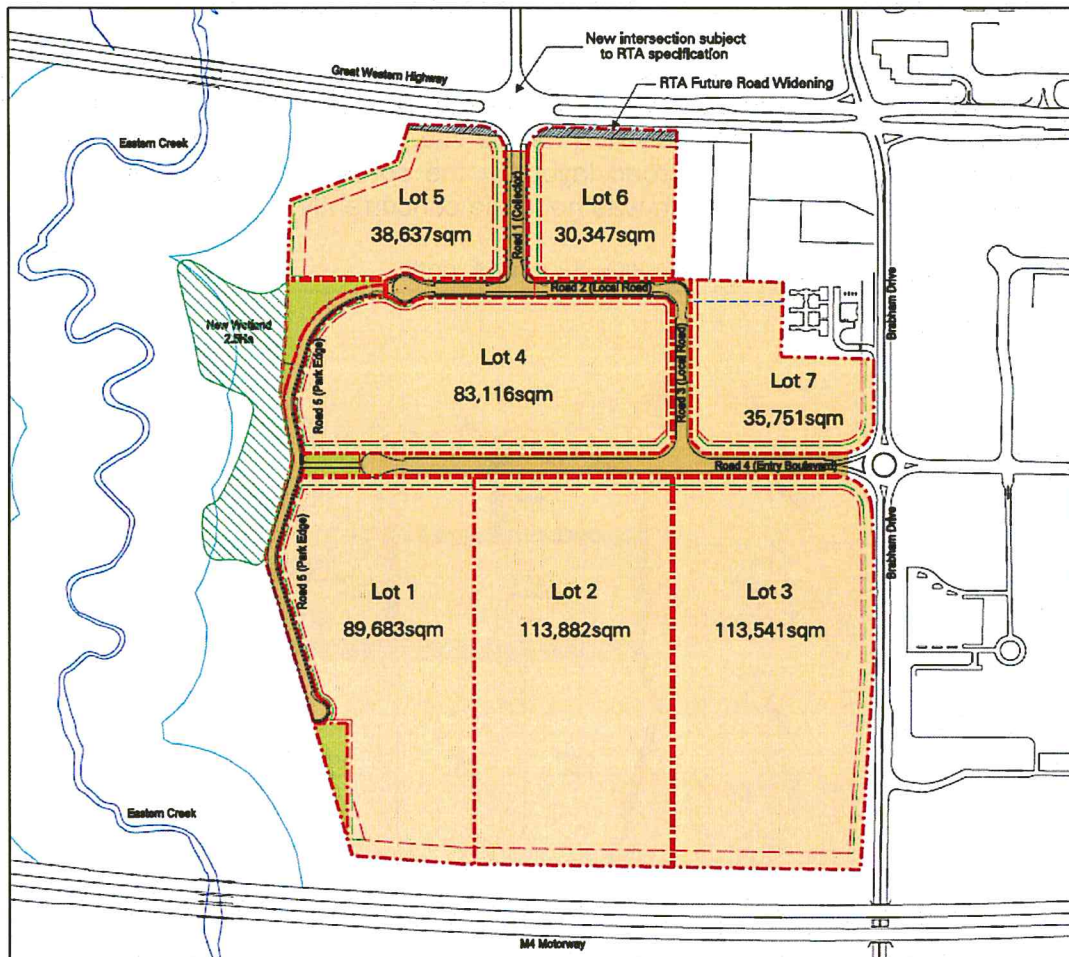 New intersection subject
to RTA specification
Great Western Highway
RTA Future Road Widening
Eastern Creek
Lot 5
38,637sqm
Road 1 (Collector)
Lot 6
30,347sqm
Road 2 (Local Road)
Brabham Drive
New Wetland
2.5Ha
Road 5 (Park Edge)
Lot 4
83,116sqm
Road 3 (Local Road)
Lot 7
35,751sqm
Road 4 (Entry Boulevard)
Road 5 (Park Edge)
Brabham Drive
Lot 1
89,683sqm
Lot 2
113,882sqm
Lot 3
113,541sqm
Eastern Creek
M4 Motorway